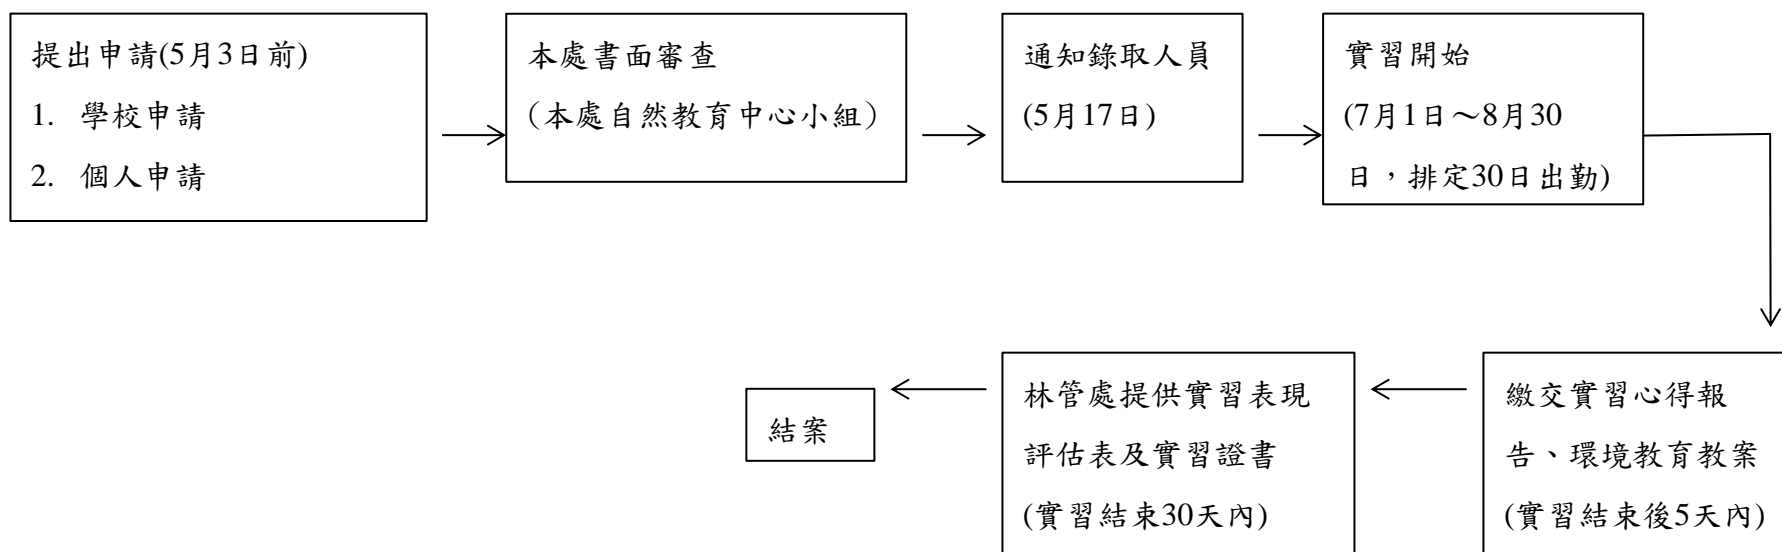 提出申請(5月3日前)
1. 學校申請
2. 個人申請
本處書面審查
（本處自然教育中心小組）
通知錄取人員
(5月17日)
實習開始
(7月1日～8月30
日，排定30日出勤)
繳交實習心得報
告、環境教育教案
(實習結束後5天內)
林管處提供實習表現
評估表及實習證書
(實習結束30天內)
結案